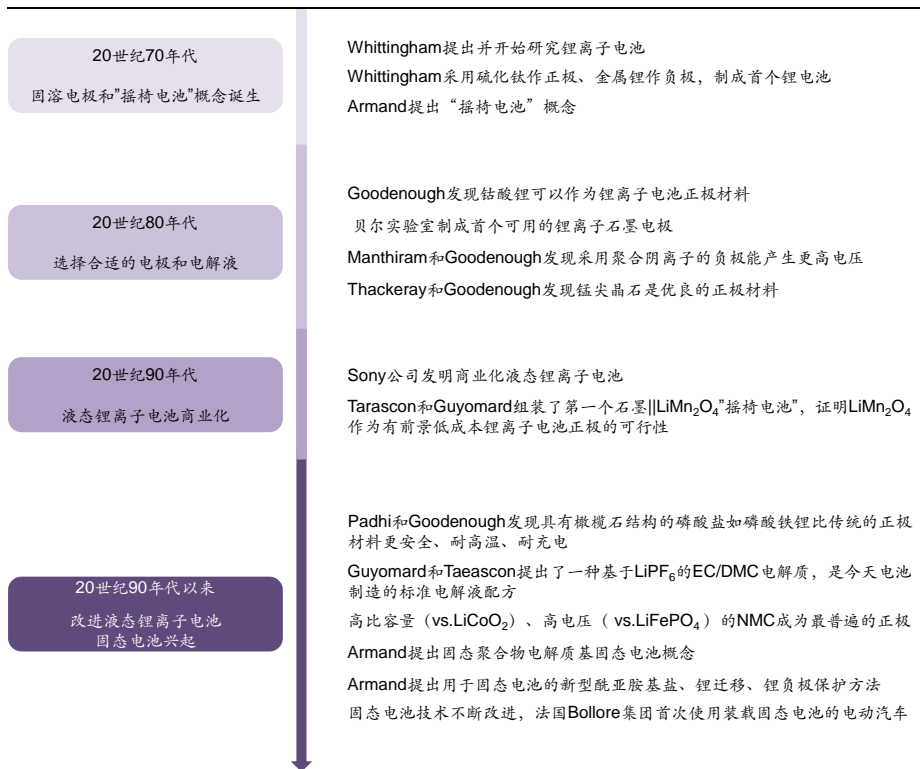 20世纪70年代
固溶电极和”摇椅电池”概念诞生
Whittingham提出并开始研究锂离子电池
Whittingham采用硫化钛作正极、金属锂作负极，制成首个锂电池
Armand提出“摇椅电池”概念
20世纪80年代
选择合适的电极和电解液
Goodenough发现钴酸锂可以作为锂离子电池正极材料
贝尔实验室制成首个可用的锂离子石墨电极
Manthiram和Goodenough发现采用聚合阴离子的负极能产生更高电压
Thackeray和Goodenough发现锰尖晶石是优良的正极材料
20世纪90年代
液态锂离子电池商业化
Sony公司发明商业化液态锂离子电池
Tarascon和Guyomard组装了第一个石墨||LiMn₂O₄”摇椅电池”，证明LiMn₂O₄
作为有前景低成本锂离子电池正极的可行性
20世纪90年代以来
改进液态锂离子电池
固态电池兴起
Padhi和Goodenough发现具有橄榄石结构的磷酸盐如磷酸铁锂比传统的正极
材料更安全、耐高温、耐充电
Guyomard和Taeascon提出了一种基于LiPF₆的EC/DMC电解质，是今天电池
制造的标准电解液配方
高比容量（vs.LiCoO₂）、高电压（ vs.LiFePO₄）的NMC成为最普遍的正极
Armand提出固态聚合物电解质基固态电池概念
Armand提出用于固态电池的新型酰亚胺基盐、锂迁移、锂负极保护方法
固态电池技术不断改进，法国Bollore集团首次使用装载固态电池的电动汽车